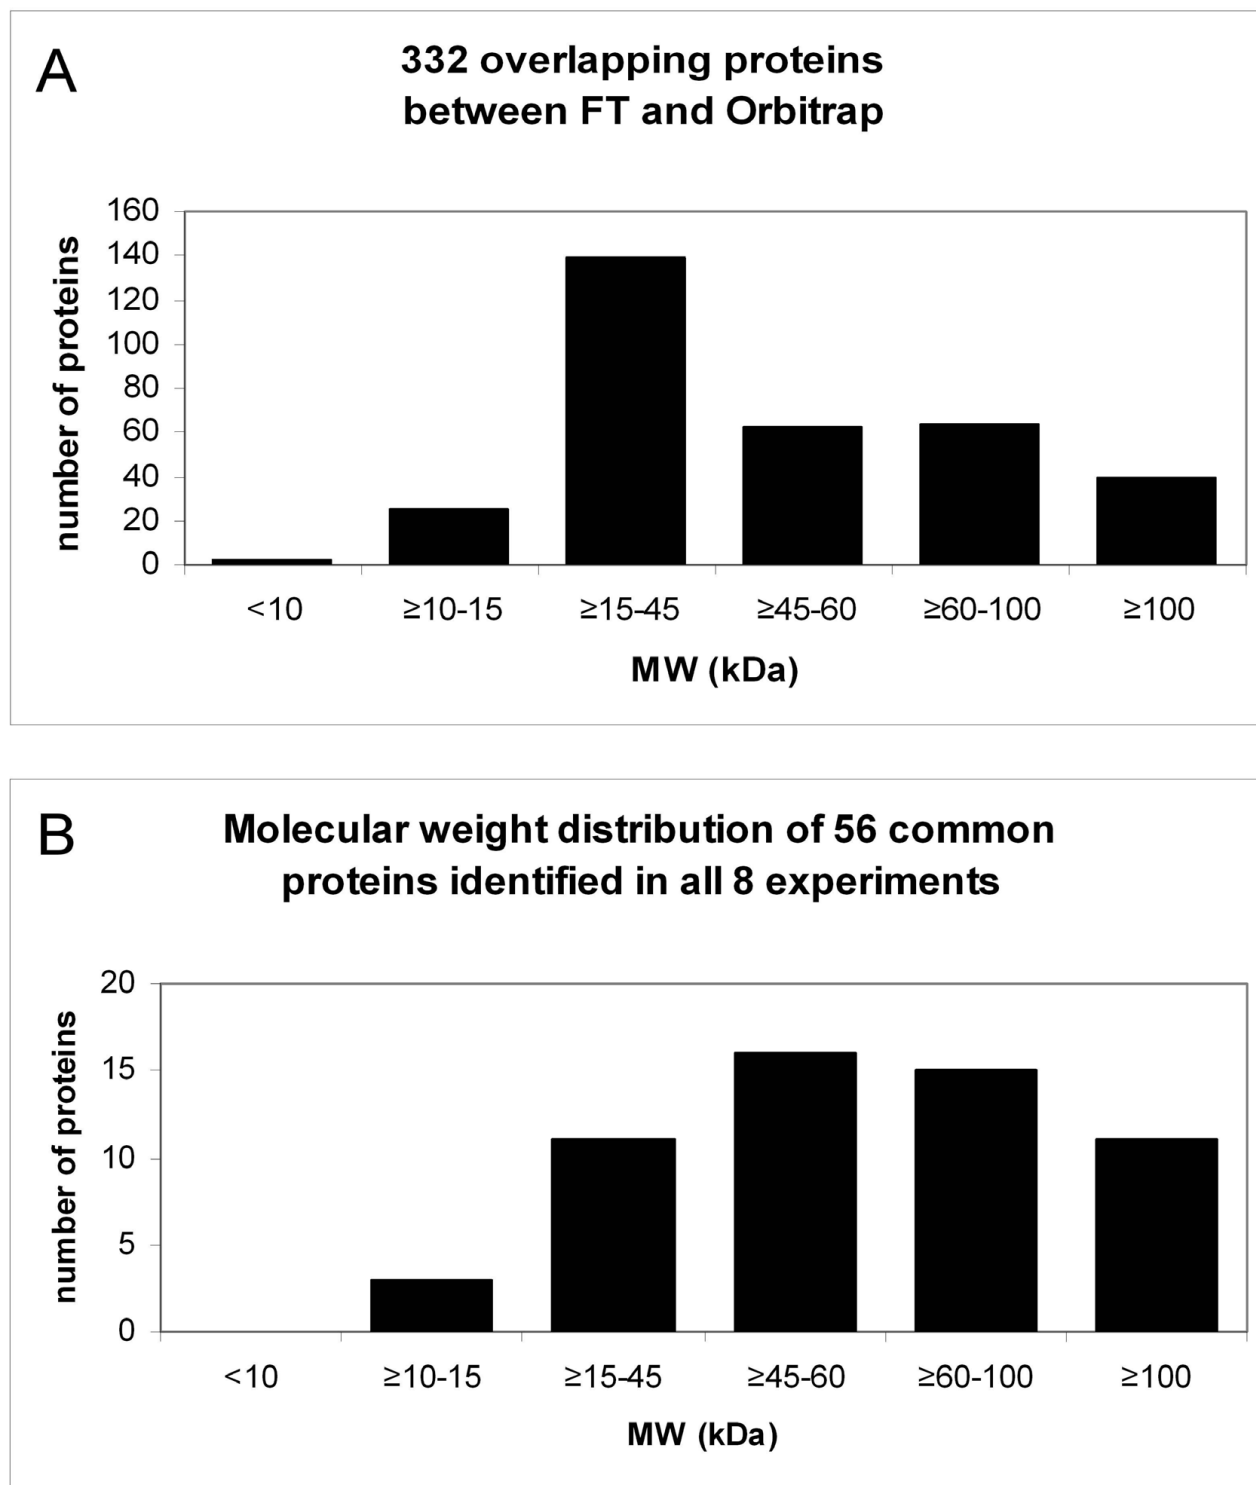 A
332 overlapping proteins
between FT and Orbitrap
number of proteins
160
140
120
100
80
60
40
20
0
<10 ≥10-15 ≥15-45 ≥45-60 ≥60-100 ≥100
MW (kDa)
B
Molecular weight distribution of 56 common
proteins identified in all 8 experiments
number of proteins
20
15
10
5
0
<10 ≥10-15 ≥15-45 ≥45-60 ≥60-100 ≥100
MW (kDa)